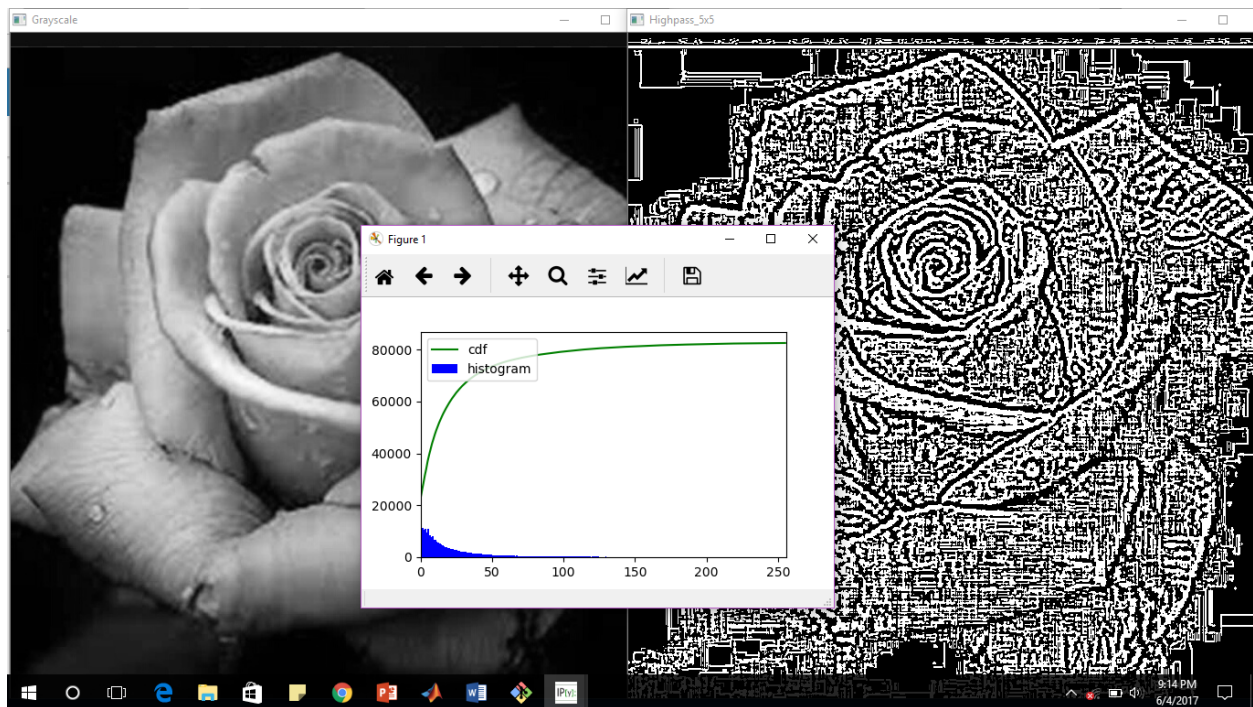 Grayscale
Highpass_5x5
Figure 1
80000
60000
40000
20000
0
cdf
histogram
0 50 100 150 200 250
IP[y]:
9:14 PM
6/4/2017